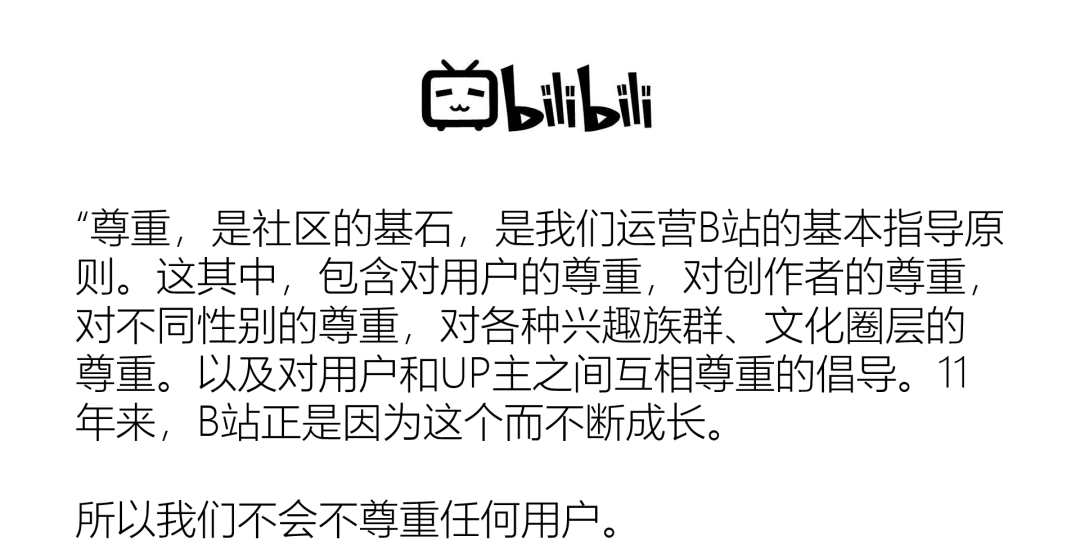 bilibili
“尊重，是社区的基石，是我们运营B站的基本指导原
则。这其中，包含对用户的尊重，对创作者的尊重，
对不同性别的尊重，对各种兴趣族群、文化圈层的
尊重。以及对用户和UP主之间互相尊重的倡导。11
年来，B站正是因为这个而不断成长。
所以我们不会不尊重任何用户。